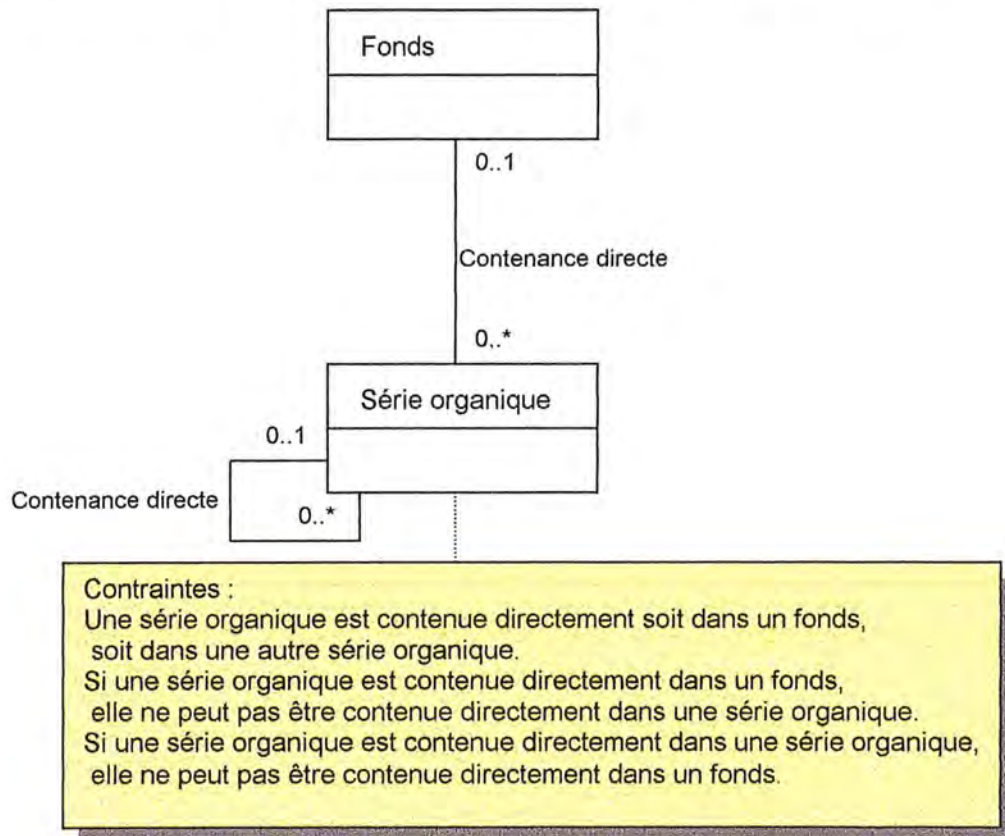 Fonds
0..1
Contenance directe
0..*
Série organique
0..1
Contenance directe
0..*
Contraintes :
Une série organique est contenue directement soit dans un fonds,
soit dans une autre série organique.
Si une série organique est contenue directement dans un fonds,
elle ne peut pas être contenue directement dans une série organique.
Si une série organique est contenue directement dans une série organique,
elle ne peut pas être contenue directement dans un fonds.